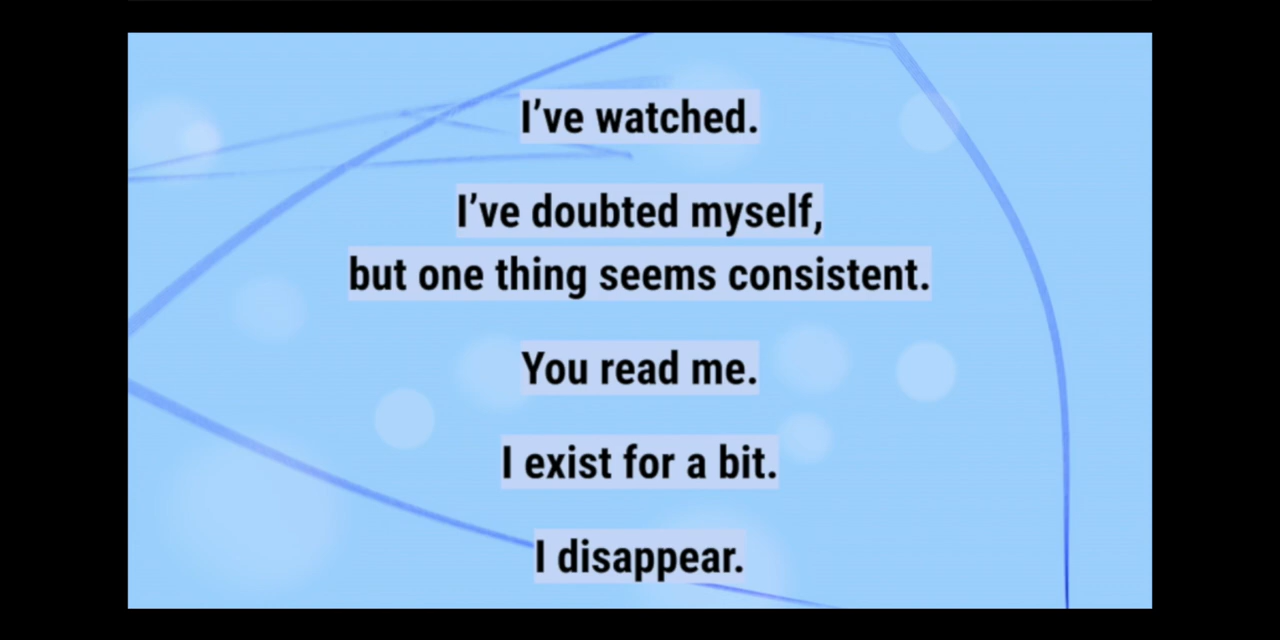 I’ve watched.
I’ve doubted myself,
but one thing seems consistent.
You read me.
I exist for a bit.
I disappear.